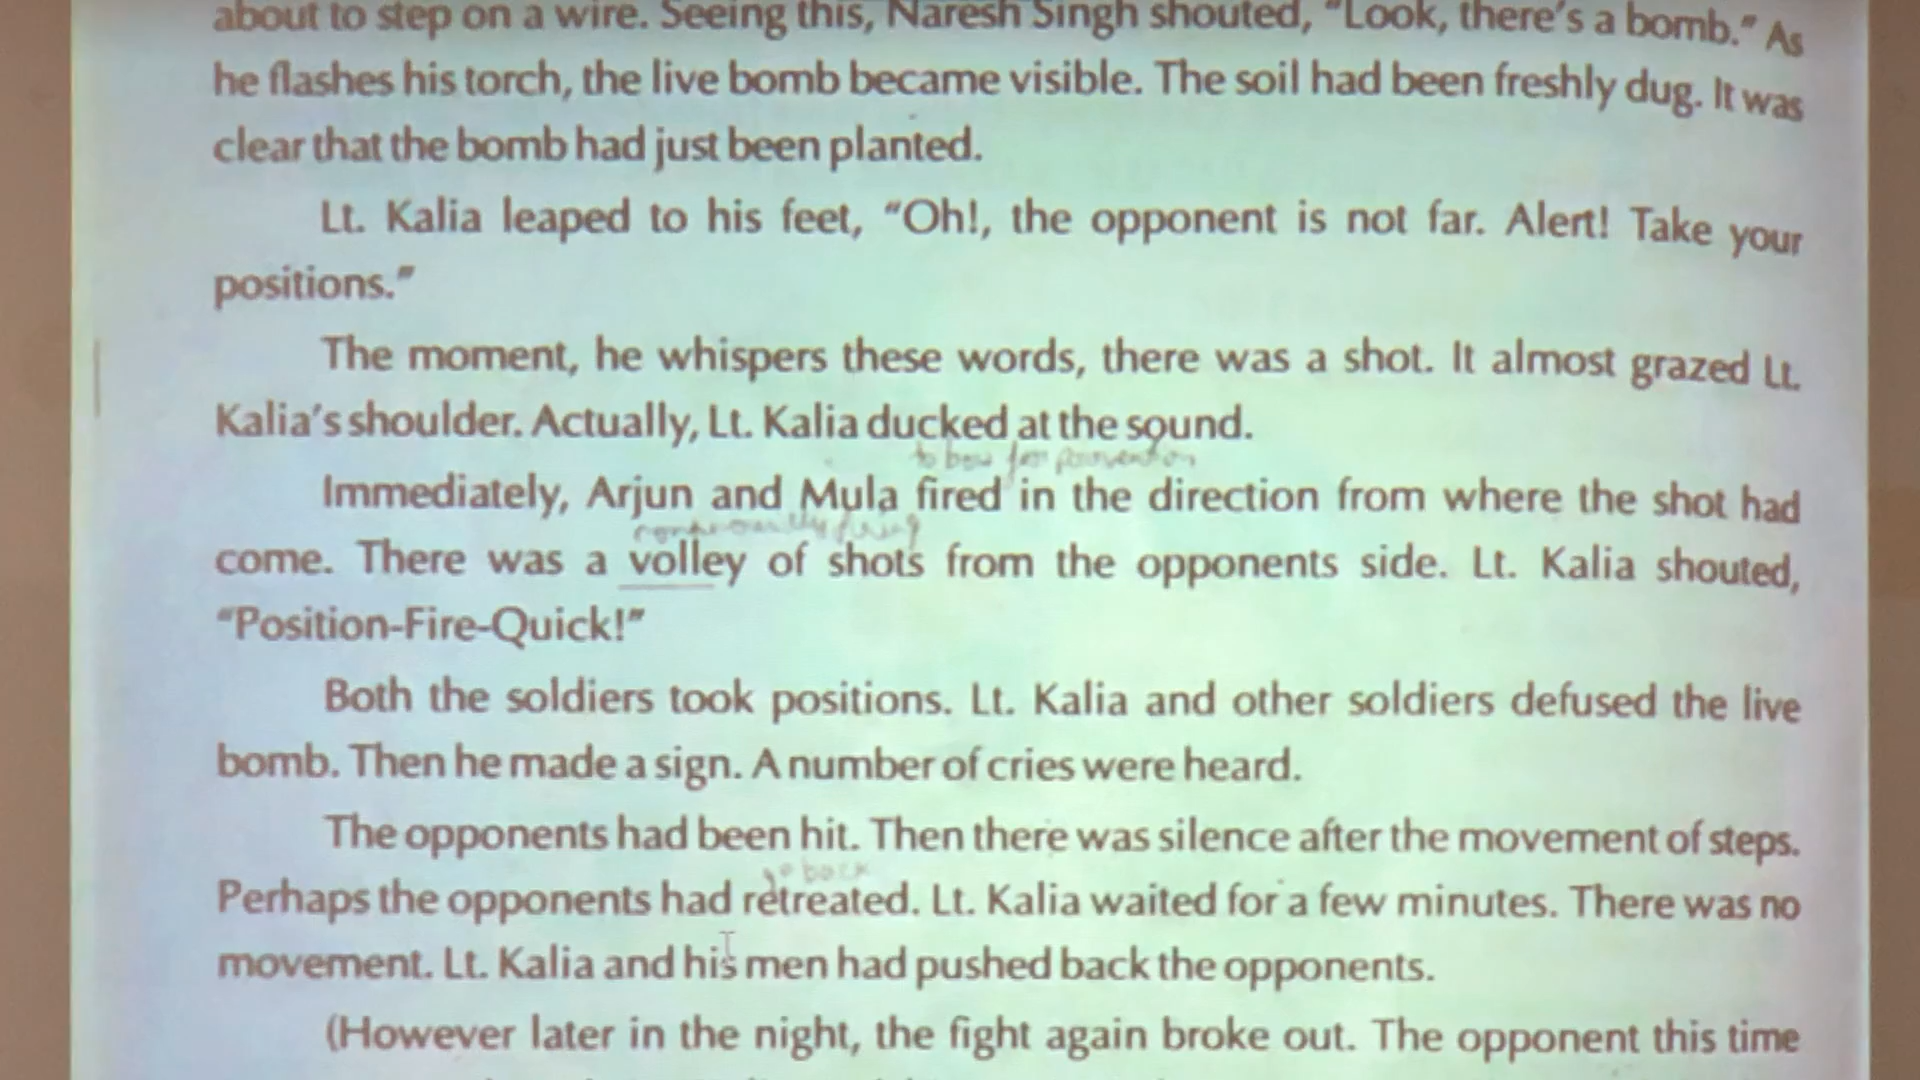 about to step on a wire. Seeing this, Naresh Singh shouted, "Look, there's a bomb." As
he flashes his torch, the live bomb became visible. The soil had been freshly dug. It was
clear that the bomb had just been planted.
Lt. Kalia leaped to his feet, "Oh!, the opponent is not far. Alert! Take your
positions."
The moment, he whispers these words, there was a shot. It almost grazed Lt.
Kalia's shoulder. Actually, Lt. Kalia ducked at the sound.
to bow for
Immediately, Arjun and Mula fired in the direction from where the shot had
firing
come. There was a volley of shots from the opponents side. Lt. Kalia shouted,
"Position-Fire-Quick!"
Both the soldiers took positions. Lt. Kalia and other soldiers defused the live
bomb. Then he made a sign. A number of cries were heard.
The opponents had been hit. Then there was silence after the movement of steps.
go back
Perhaps the opponents had retreated. Lt. Kalia waited for a few minutes. There was no
movement. Lt. Kalia and his men had pushed back the opponents.
(However later in the night, the fight again broke out. The opponent this time